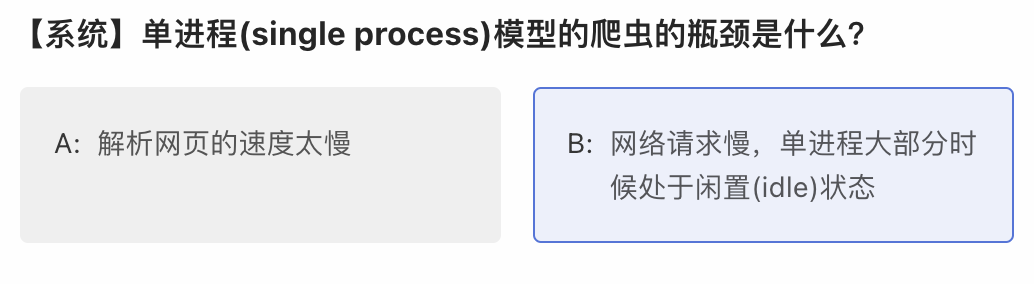 【系统】单进程(single process)模型的爬虫的瓶颈是什么?
A: 解析网页的速度太慢
B: 网络请求慢，单进程大部分时
候处于闲置(idle)状态